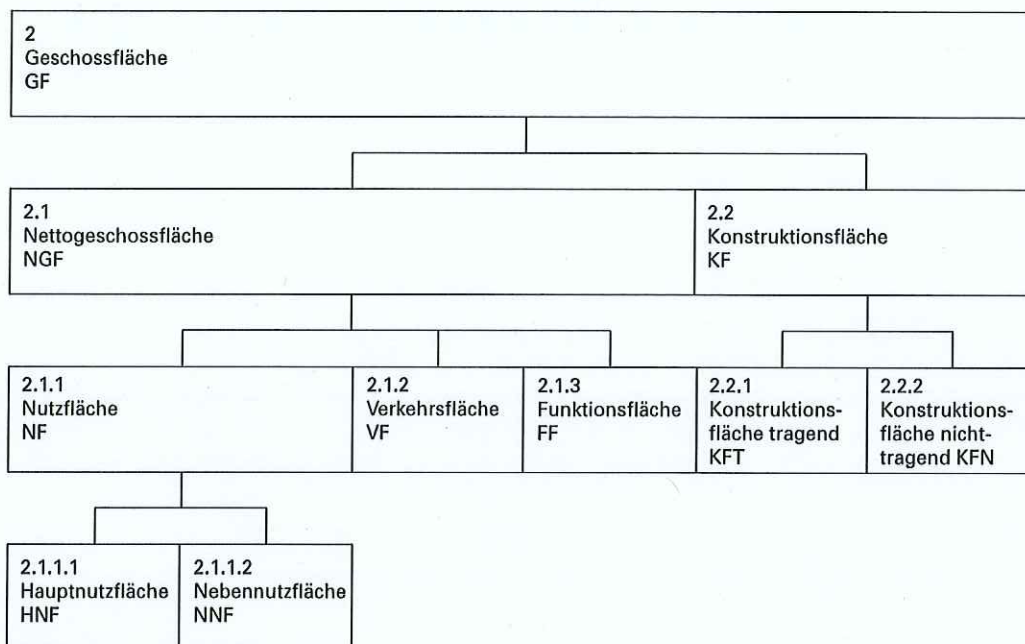 2
Geschossfläche
GF
2.1
Nettogeschossfläche
NGF
2.2
Konstruktionsfläche
KF
2.1.1
Nutzfläche
NF
2.1.2
Verkehrsfläche
VF
2.1.3
Funktionsfläche
FF
2.2.1
Konstruktions-
fläche tragend
KFT
2.2.2
Konstruktions-
fläche nicht-
tragend KFN
2.1.1.1
Hauptnutzfläche
HNF
2.1.1.2
Nebennutzfläche
NNF